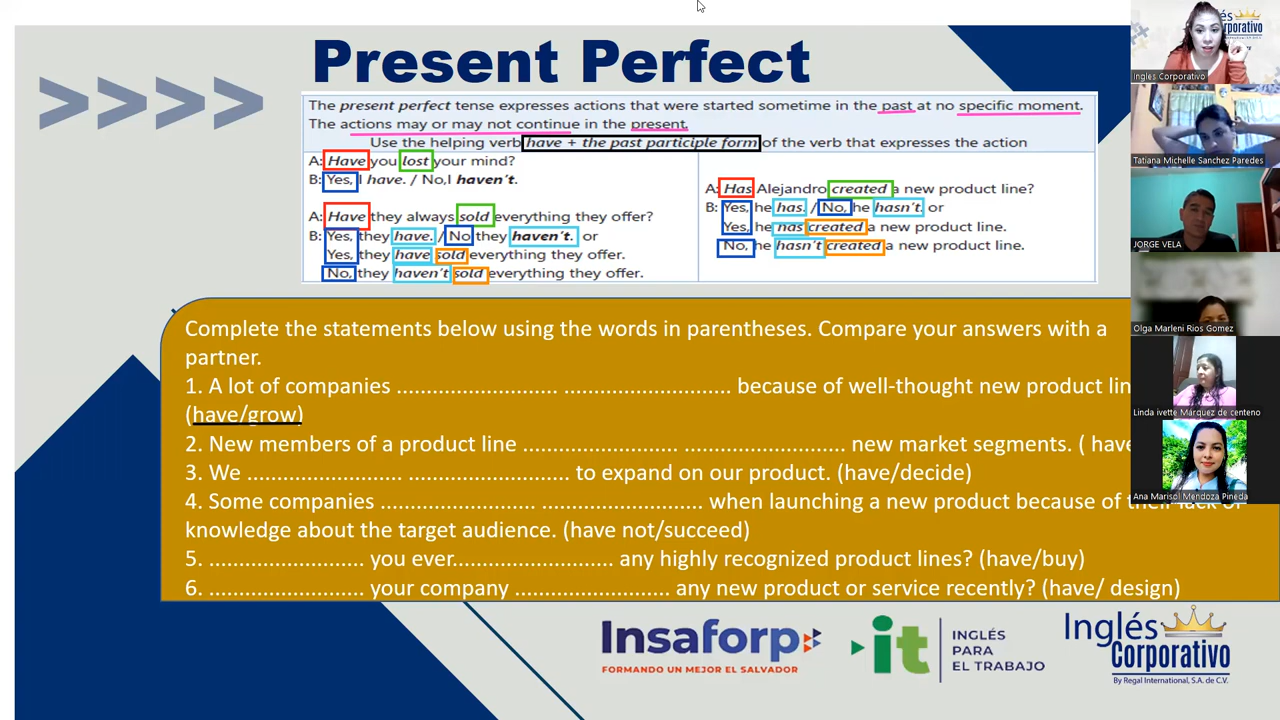 Present Perfect
The present perfect tense expresses actions that were started sometime in the past at no specific moment.
The actions may or may not continue in the present.
Use the helping verb have + the past participle form of the verb that expresses the action
A: Have you lost your mind?
B: Yes, I have. / No,I haven't.
A: Have they always sold everything they offer?
B: Yes, they have. / No they haven't. or
Yes, they have sold everything they offer.
No, they haven't sold everything they offer.
A: Has Alejandro created a new product line?
B: Yes, he has. / No, he hasn't. or
Yes, he has created a new product line.
No, he hasn't created a new product line.
Complete the statements below using the words in parentheses. Compare your answers with a
partner.
1. A lot of companies ............................ ............................. because of well-thought new product lin
(have/grow)
2. New members of a product line ........................... ............................ new market segments. ( have
3. We ........................... ............................ to expand on our product. (have/decide)
4. Some companies ........................... ............................ when launching a new product because of their lack of
knowledge about the target audience. (have not/succeed)
5. ........................... you ever............................ any highly recognized product lines? (have/buy)
6. ........................... your company ........................... any new product or service recently? (have/ design)
Insaforp
FORMANDO UN MEJOR EL SALVADOR
it
INGLÉS
PARA
EL TRABAJO
Inglés
Corporativo
By Regal International, S.A. de C.V.
Ingles Corporativo
Tatiana Michelle Sanchez Paredes
JORGE VELA
Olga Marleni Rios Gomez
Linda ivette Márquez de centeno
Ana Marisol Mendoza Pineda